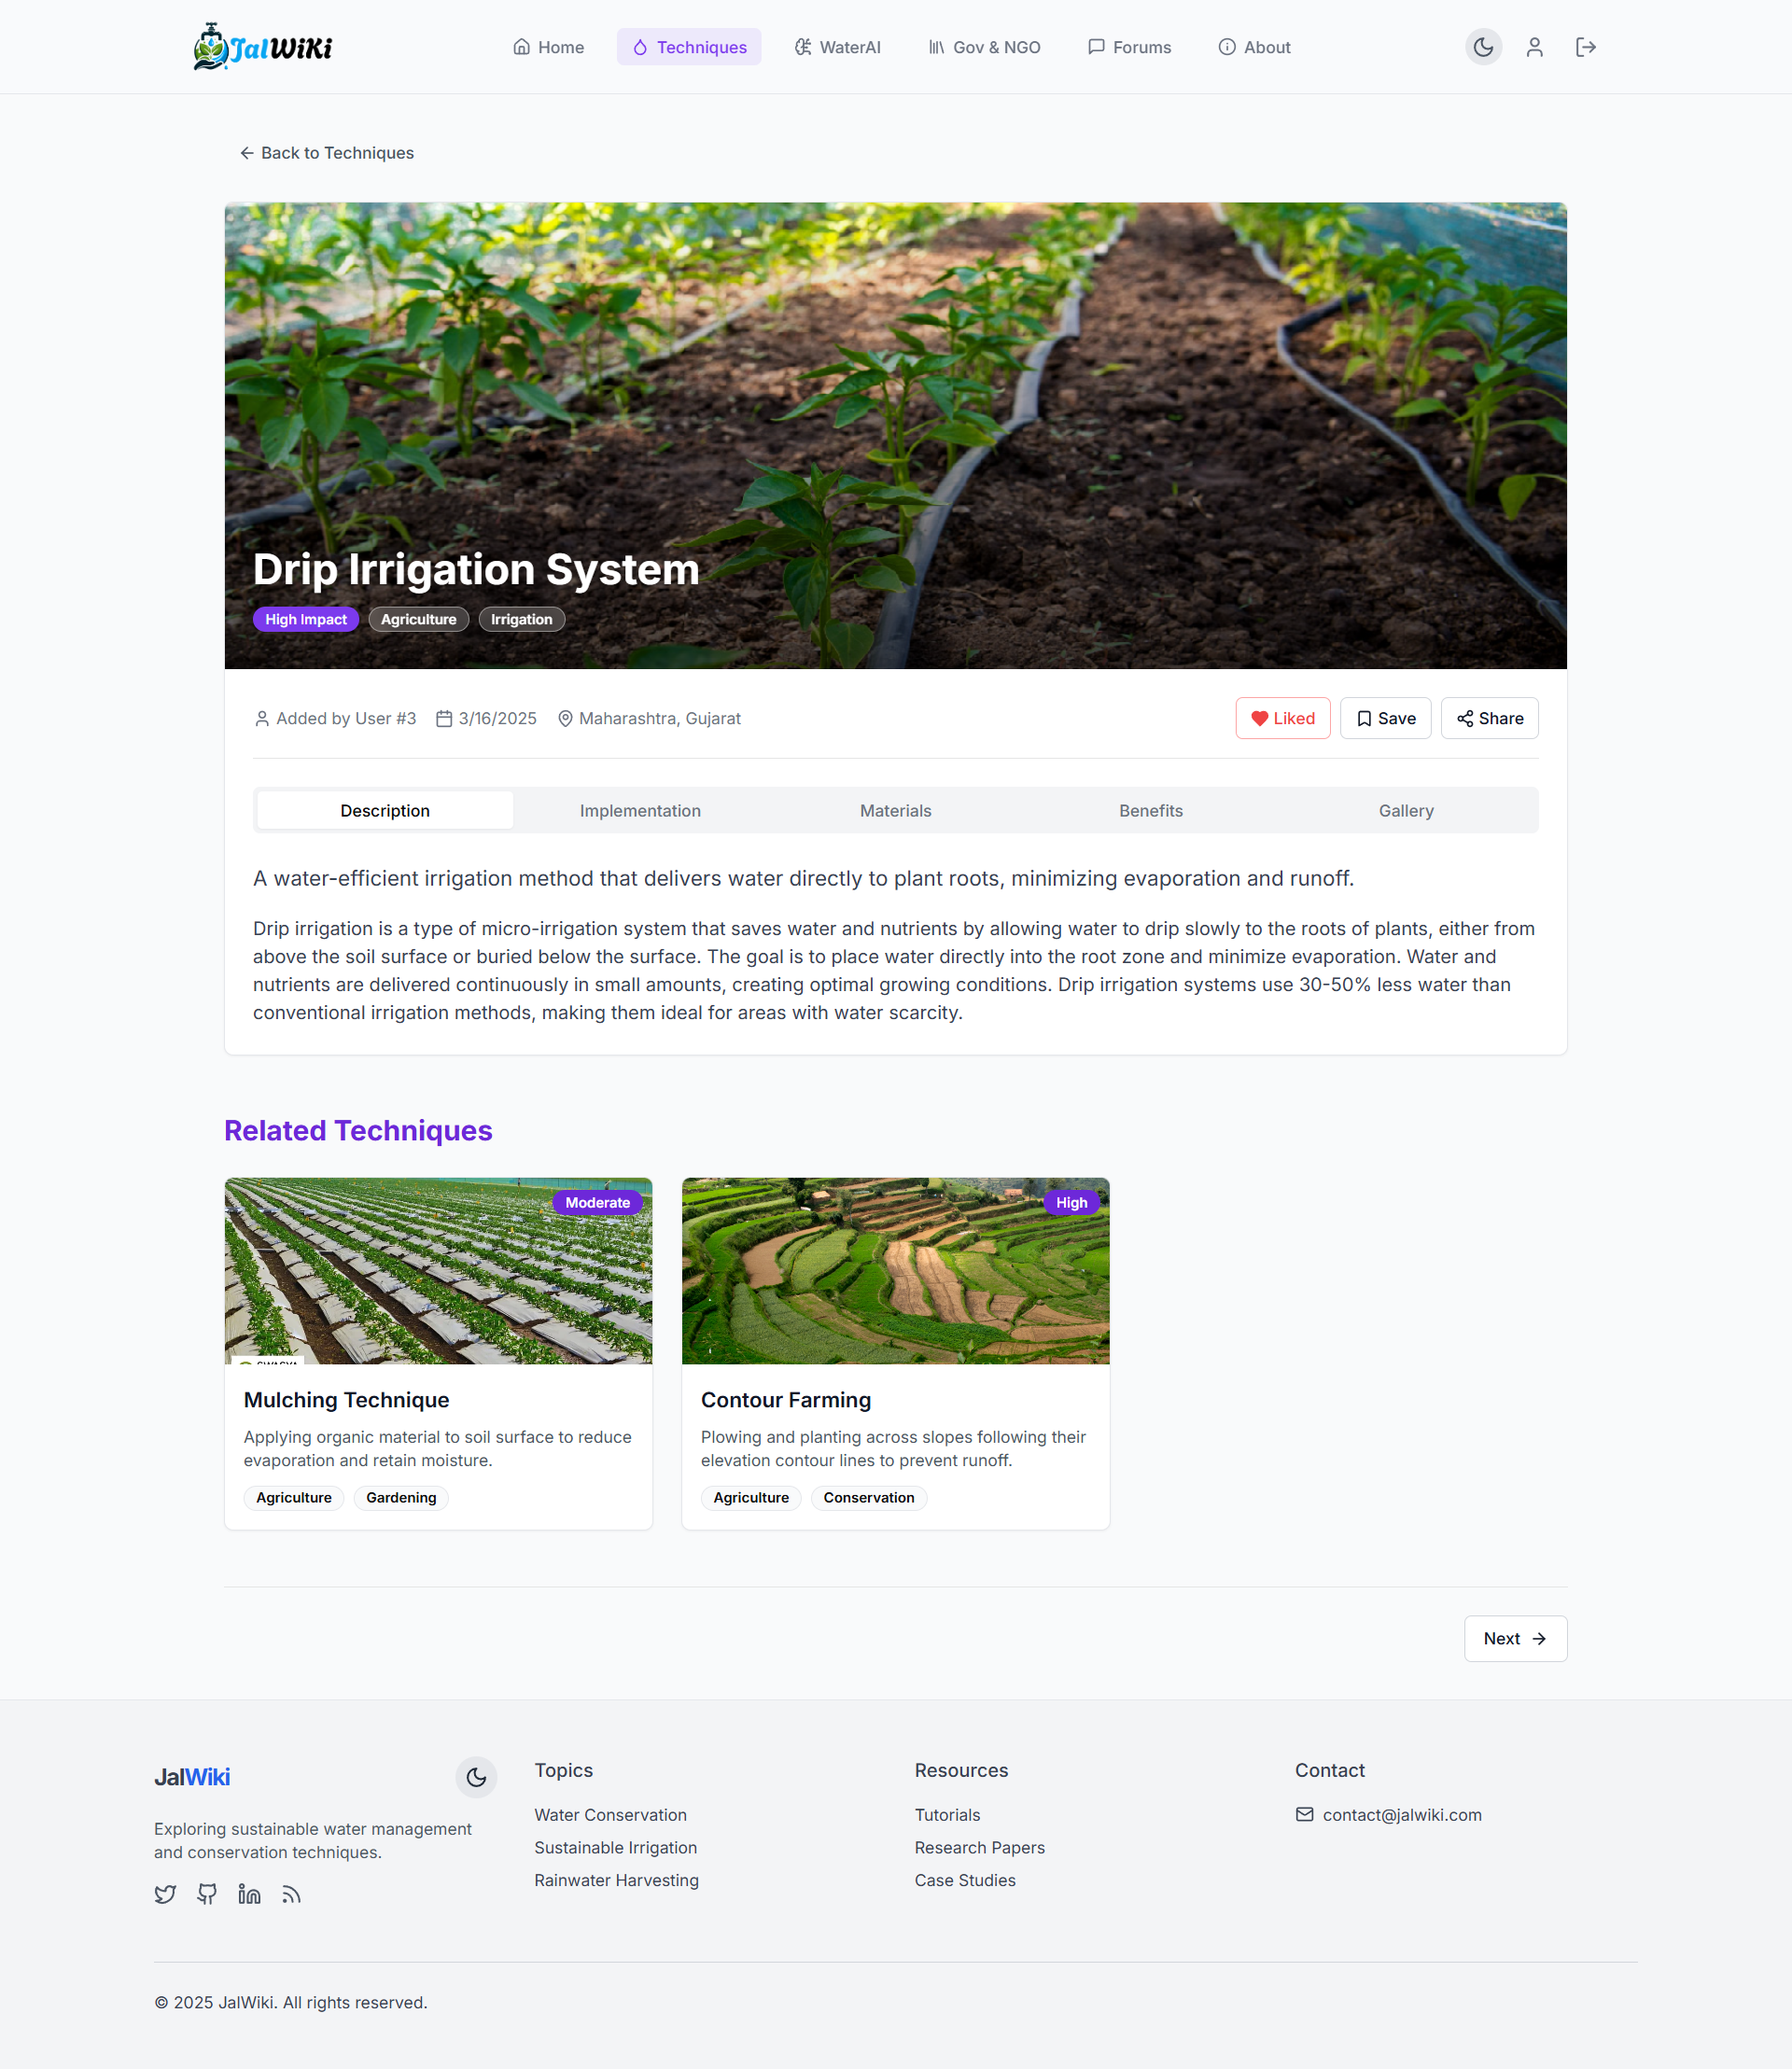 JalWiKi
Home
Techniques
WaterAI
Gov & NGO
Forums
About
Back to Techniques
Drip Irrigation System
High Impact
Agriculture
Irrigation
Added by User #3
3/16/2025
Maharashtra, Gujarat
Liked
Save
Share
Description
Implementation
Materials
Benefits
Gallery
A water-efficient irrigation method that delivers water directly to plant roots, minimizing evaporation and runoff.
Drip irrigation is a type of micro-irrigation system that saves water and nutrients by allowing water to drip slowly to the roots of plants, either from
above the soil surface or buried below the surface. The goal is to place water directly into the root zone and minimize evaporation. Water and
nutrients are delivered continuously in small amounts, creating optimal growing conditions. Drip irrigation systems use 30-50% less water than
conventional irrigation methods, making them ideal for areas with water scarcity.
Related Techniques
Moderate
Mulching Technique
Applying organic material to soil surface to reduce
evaporation and retain moisture.
Agriculture
Gardening
High
Contour Farming
Plowing and planting across slopes following their
elevation contour lines to prevent runoff.
Agriculture
Conservation
Next
JalWiki
Exploring sustainable water management
and conservation techniques.
Topics
Water Conservation
Sustainable Irrigation
Rainwater Harvesting
Resources
Tutorials
Research Papers
Case Studies
Contact
contact@jalwiki.com
© 2025 JalWiki. All rights reserved.